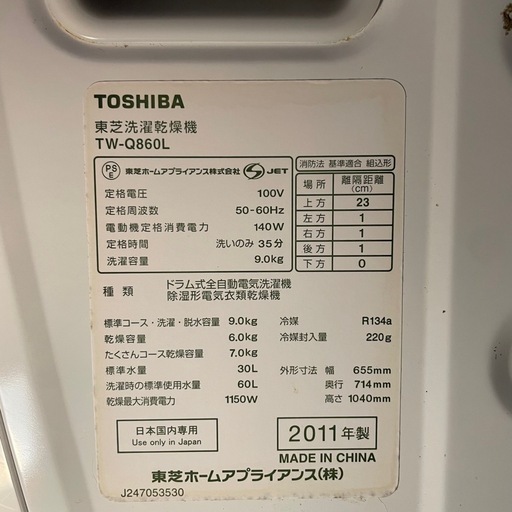 TOSHIBA
東芝洗濯乾燥機
TW-Q860L
PSE 東芝ホームアプライアンス株式会社 S JET
定格電圧 100V
定格周波数 50-60Hz
電動機定格消費電力 140W
定格時間 洗いのみ 35分
洗濯容量 9.0kg
消防法 基準適合 組込形
場所 離隔距離(cm)
上方 23
左方 1
右方 1
後方 1
下方 0
種類 ドラム式全自動電気洗濯機
除湿形電気衣類乾燥機
標準コース・洗濯・脱水容量 9.0kg
乾燥容量 6.0kg
たくさんコース乾燥容量 7.0kg
標準水量 30L
洗濯時の標準使用水量 60L
乾燥最大消費電力 1150W
冷媒 R134a
冷媒封入量 220g
外形寸法 幅 655mm
奥行 714mm
高さ 1040mm
日本国内専用
Use only in Japan
2011年製
MADE IN CHINA
東芝ホームアプライアンス(株)
J247053530